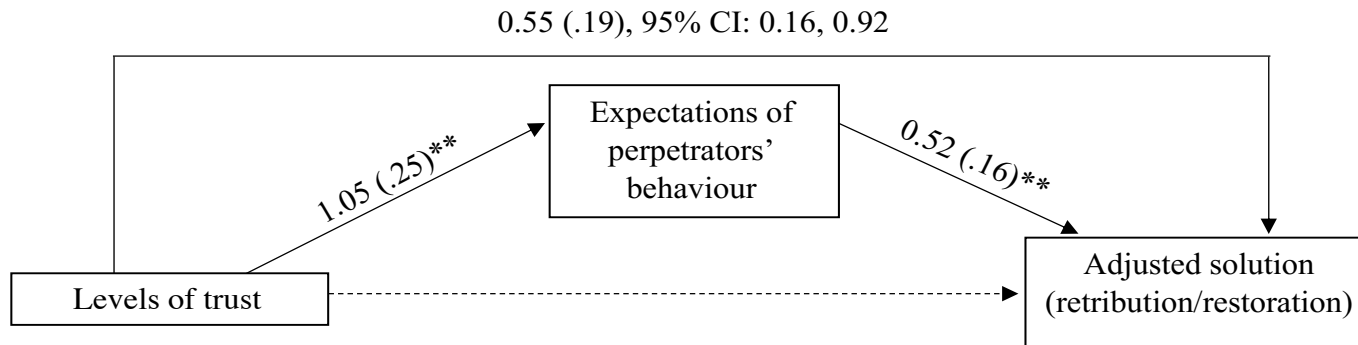 0.55 (.19), 95% CI: 0.16, 0.92
Expectations of
perpetrators’
behaviour
1.05 (.25)**
0.52 (.16)**
Levels of trust
Adjusted solution
(retribution/restoration)